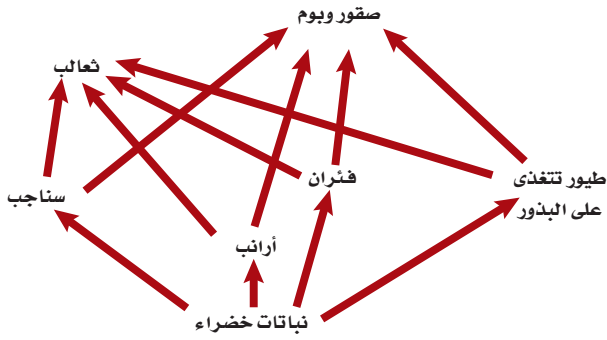 صقور وبوم
ثعالب
فئران
طيور تتغذى
على البذور
سناجب
أرانب
نباتات خضراء